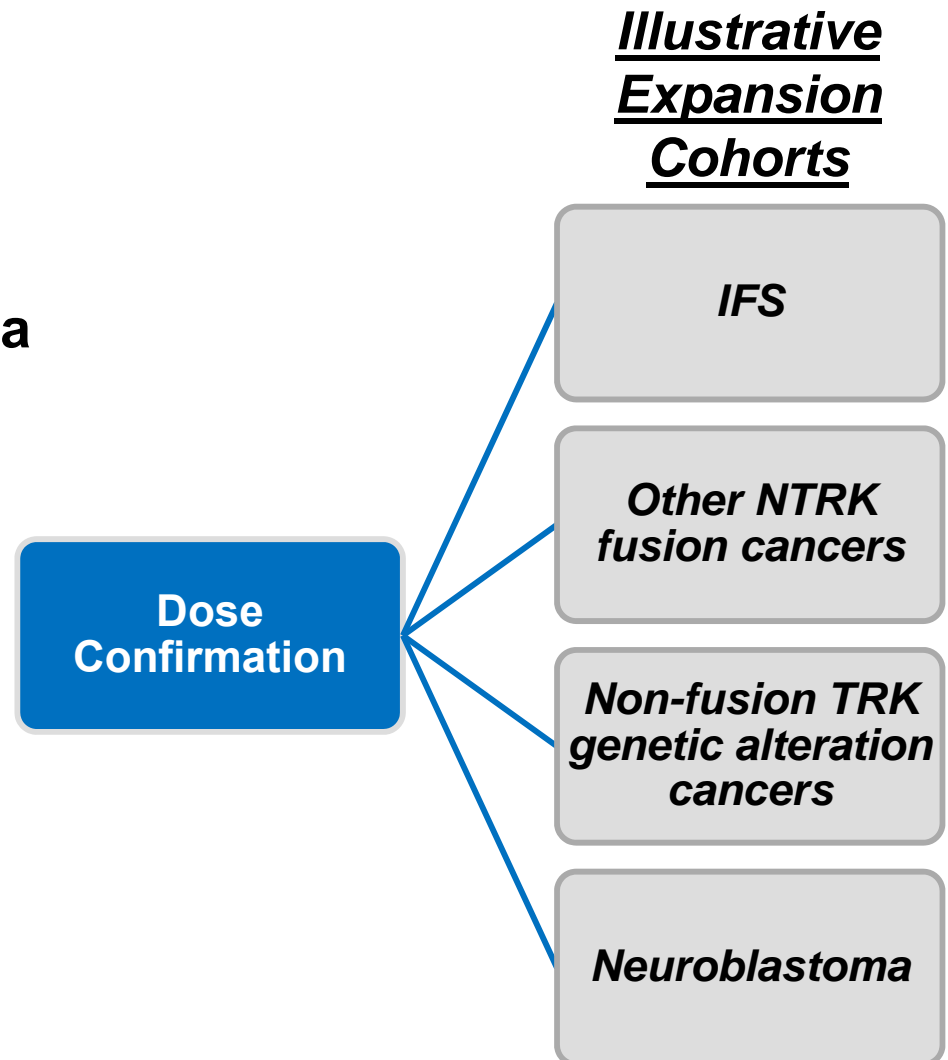 Illustrative
Expansion
Cohorts
IFS
a
Other NTRK
fusion cancers
Dose
Confirmation
Non-fusion TRK
genetic alteration
cancers
Neuroblastoma